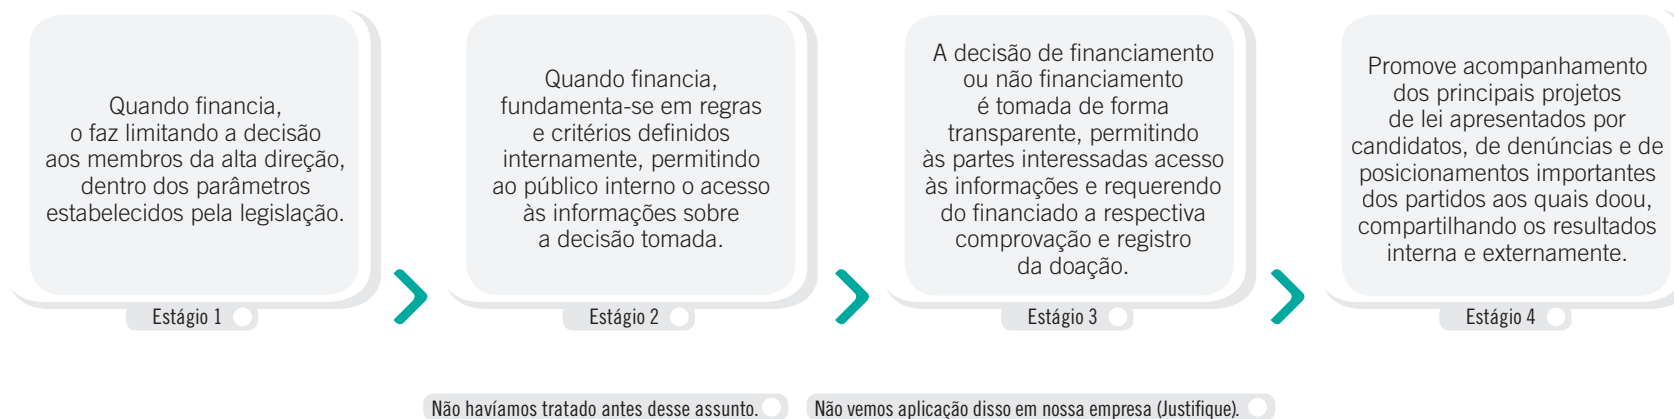 Quando financia,
o faz limitando a decisão
aos membros da alta direção,
dentro dos parâmetros
estabelecidos pela legislação.
Estágio 1
Quando financia,
fundamenta-se em regras
e critérios definidos
internamente, permitindo
ao público interno o acesso
às informações sobre
a decisão tomada.
Estágio 2
A decisão de financiamento
ou não financiamento
é tomada de forma
transparente, permitindo
às partes interessadas acesso
às informações e requerendo
do financiado a respectiva
comprovação e registro
da doação.
Estágio 3
Promove acompanhamento
dos principais projetos
de lei apresentados por
candidatos, de denúncias e de
posicionamentos importantes
dos partidos aos quais doou,
compartilhando os resultados
interna e externamente.
Estágio 4
Não havíamos tratado antes desse assunto.
Não vemos aplicação disso em nossa empresa (Justifique).